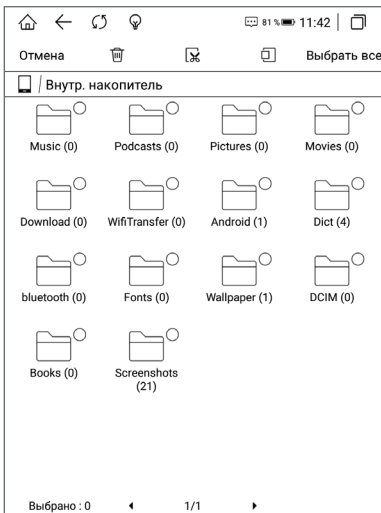 81 % 11:42
Отмена Выбрать все
Внутр. накопитель
Music (0) Podcasts (0) Pictures (0) Movies (0)
Download (0) WifiTransfer (0) Android (1) Dict (4)
bluetooth (0) Fonts (0) Wallpaper (1) DCIM (0)
Books (0) Screenshots
(21)
Выбрано : 0 1/1